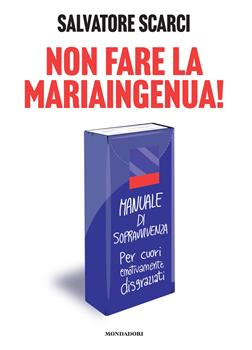 SALVATORE SCARCI
NON FARE LA
MARIAINGENUA!
MANUALE
DI
SOPRAVVIVENZA
Per cuori
emotivamente
disgraziati
MONDADORI